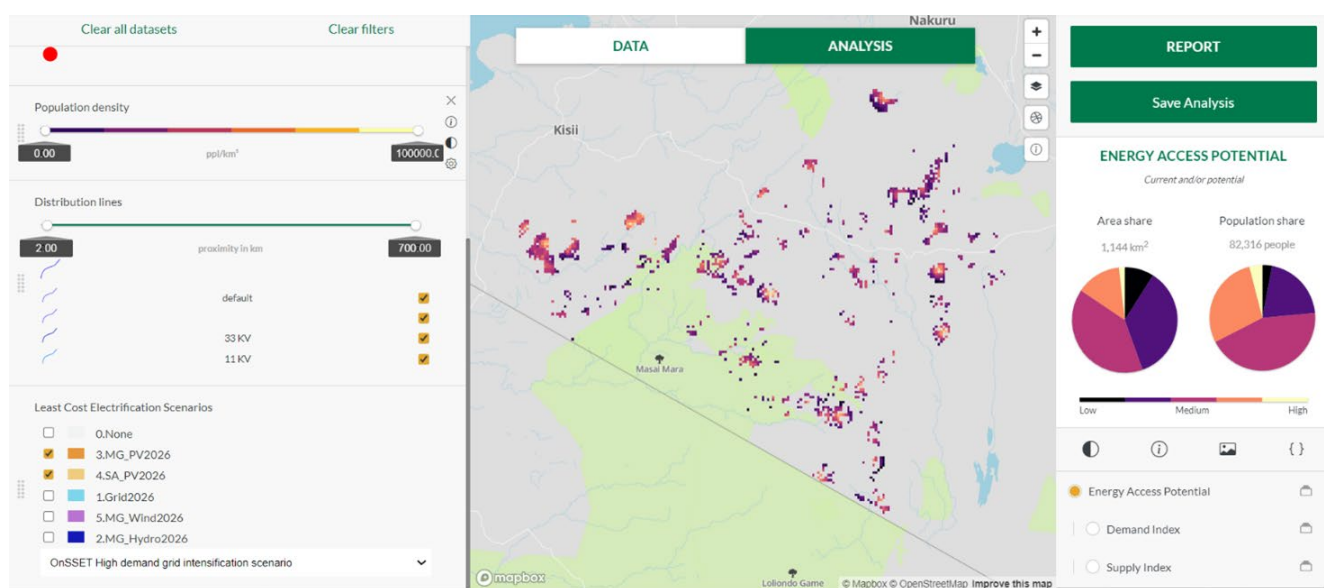 Clear all datasets
Clear filters
Population density
0.00
ppl/km²
100000.0
Distribution lines
2.00
proximity in km
700.00
default
33 KV
11 KV
Least Cost Electrification Scenarios
0.None
3.MG_PV2026
4.SA_PV2026
1.Grid2026
5.MG_Wind2026
2.MG_Hydro2026
OnSSET High demand grid intensification scenario
DATA
ANALYSIS
Nakuru
Kisii
Masai Mara
Loliondo Game
mapbox
© Mapbox © OpenStreetMap Improve this map
REPORT
Save Analysis
ENERGY ACCESS POTENTIAL
Current and/or potential
Area share
Population share
1,144 km²
82,316 people
Low
Medium
High
{ }
Energy Access Potential
Demand Index
Supply Index